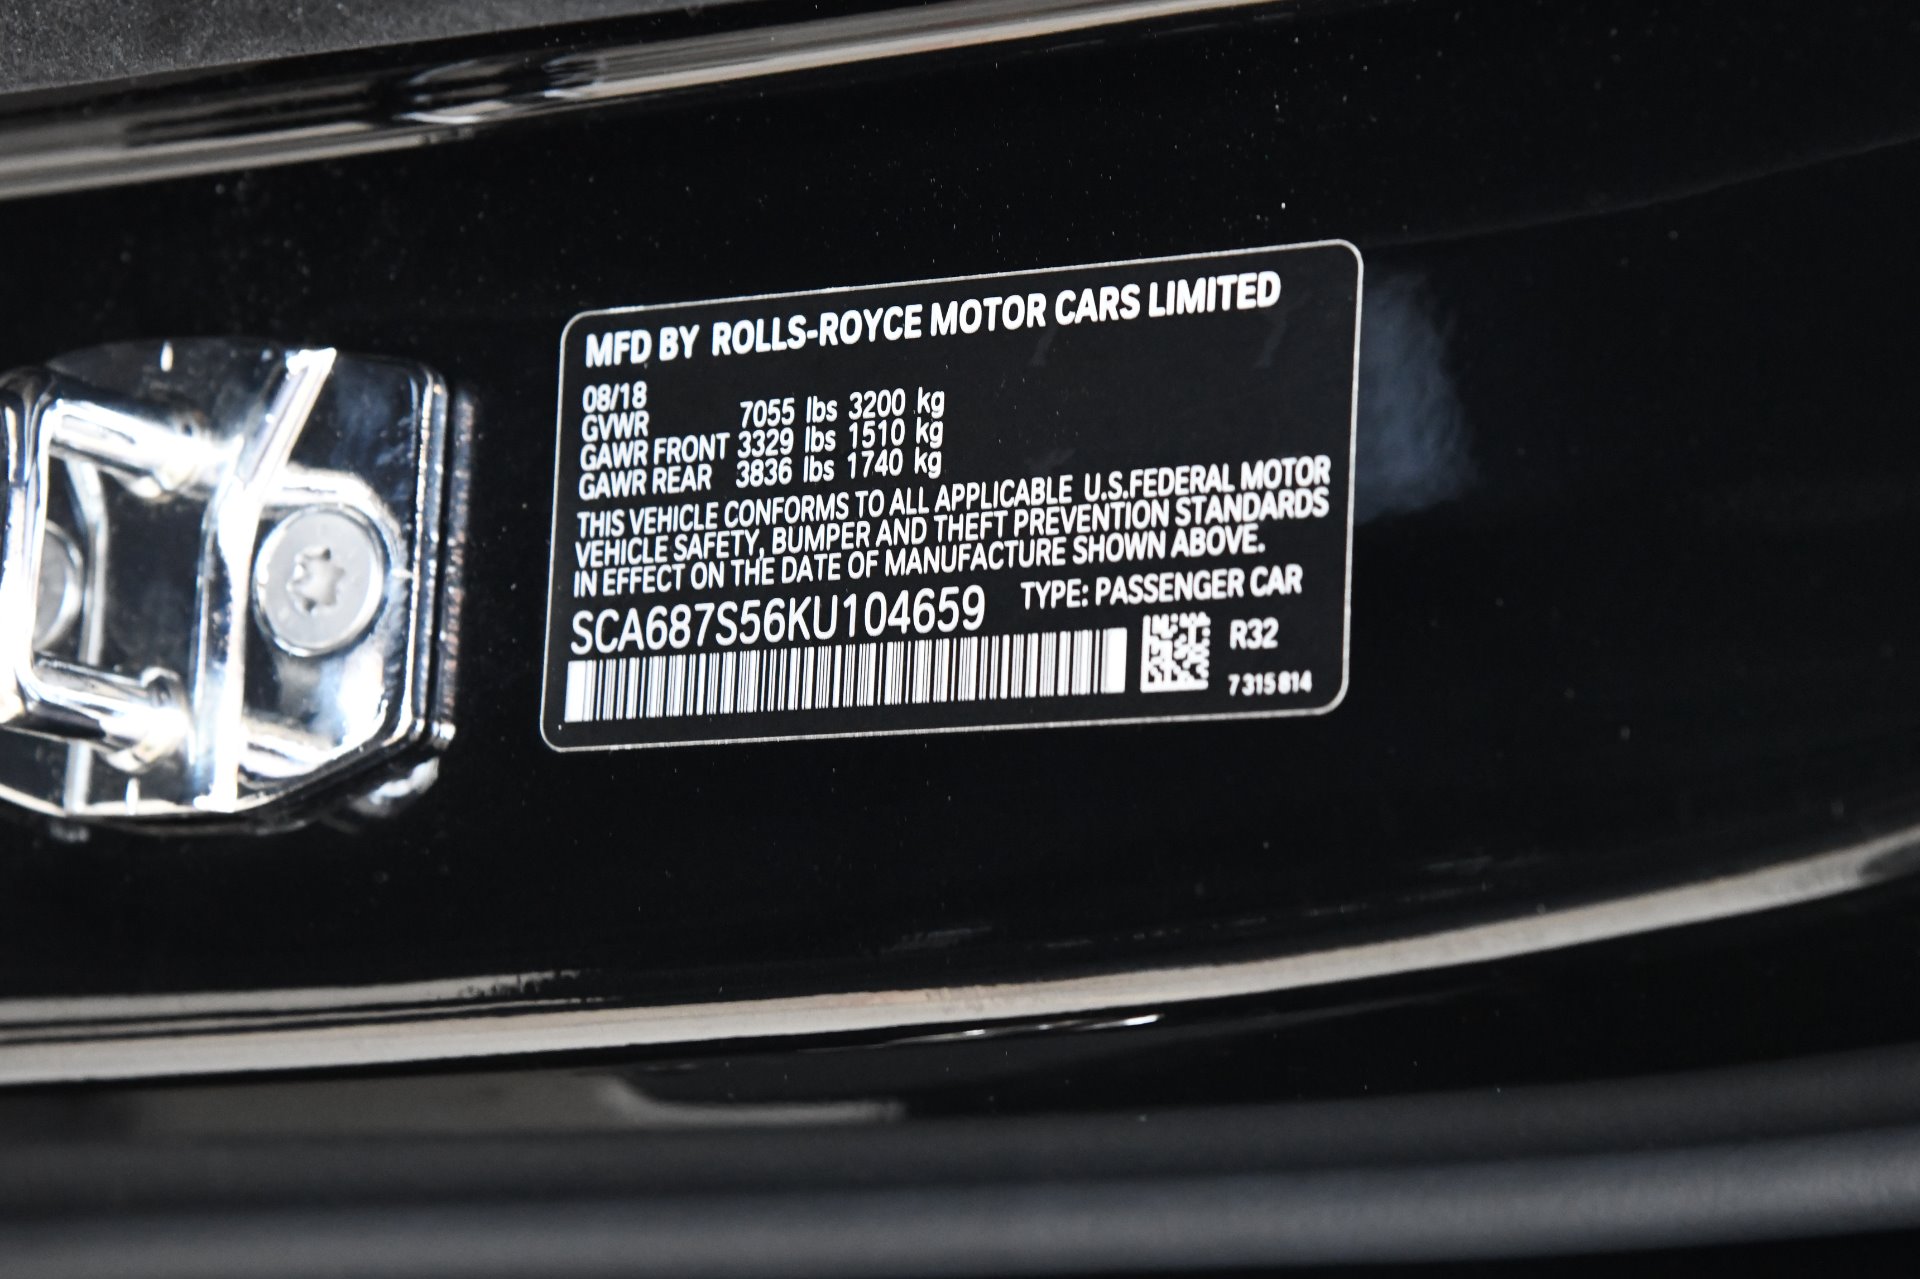 MFD BY ROLLS-ROYCE MOTOR CARS LIMITED
08/18
GVWR 7055 lbs 3200 kg
GAWR FRONT 3329 lbs 1510 kg
GAWR REAR 3836 lbs 1740 kg
THIS VEHICLE CONFORMS TO ALL APPLICABLE U.S.FEDERAL MOTOR
VEHICLE SAFETY, BUMPER AND THEFT PREVENTION STANDARDS
IN EFFECT ON THE DATE OF MANUFACTURE SHOWN ABOVE.
SCA687S56KU104659 TYPE: PASSENGER CAR
R32
7 315 814